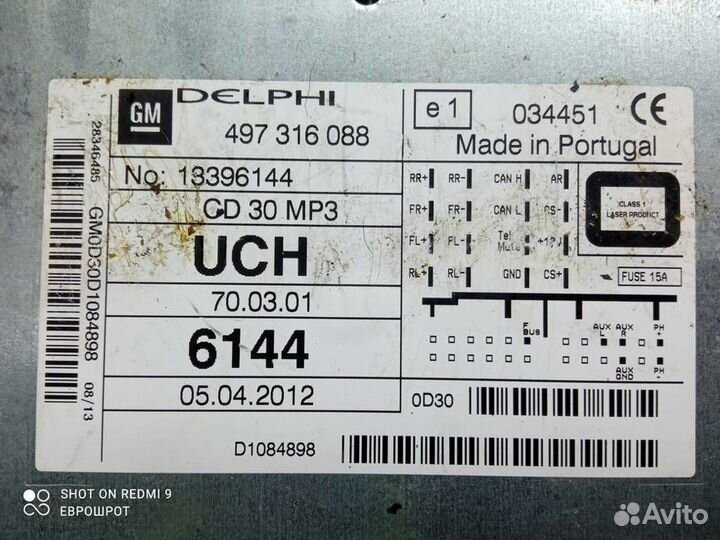 GM DELPHI
497 316 088
e1 034451 CE
Made in Portugal
No: 13396144
CD 30 MP3
UCH
70.03.01
6144
05.04.2012
RR+ RR- CAN H AR
FR+ FR- CAN L CS-
FL+ FL- Tel Mute +12V
RL+ RL- GND CS+
CLASS 1
LASER PRODUCT
FUSE 15A
F BUS
AUX L
AUX R
PH +
AUX GND
PH -
0D30
D1084898
28346485
GM0D30D1084898
08/13
SHOT ON REDMI 9
ЕВРОШРОТ
Avito